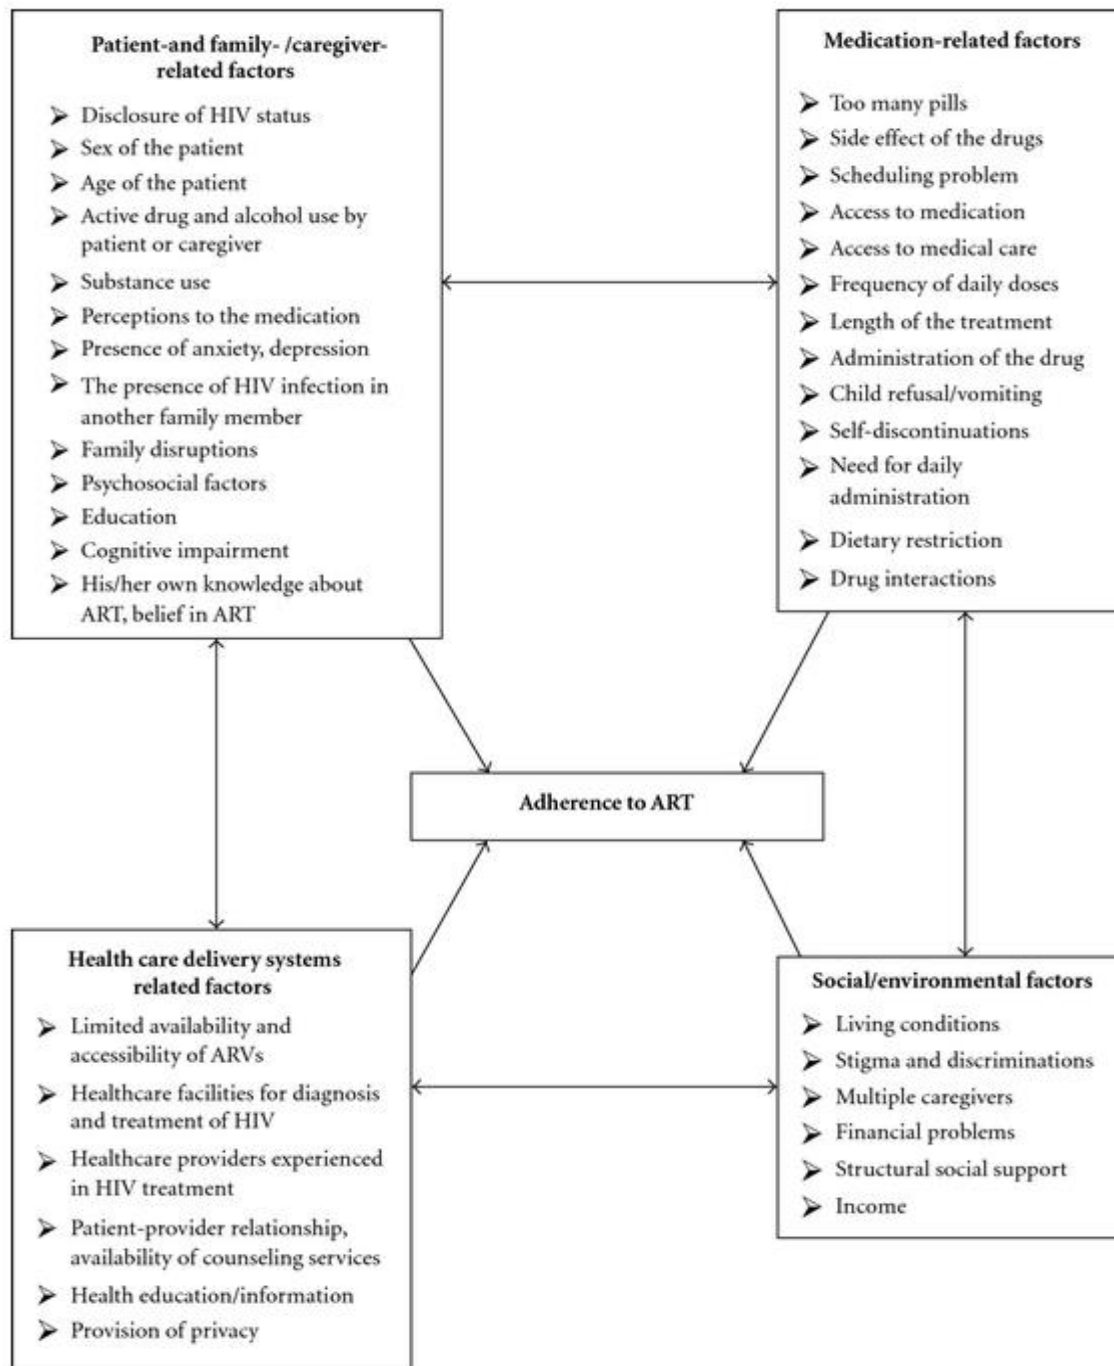 Patient-and family- /caregiver-
related factors
➢ Disclosure of HIV status
➢ Sex of the patient
➢ Age of the patient
➢ Active drug and alcohol use by
patient or caregiver
➢ Substance use
➢ Perceptions to the medication
➢ Presence of anxiety, depression
➢ The presence of HIV infection in
another family member
➢ Family disruptions
➢ Psychosocial factors
➢ Education
➢ Cognitive impairment
➢ His/her own knowledge about
ART, belief in ART
Medication-related factors
➢ Too many pills
➢ Side effect of the drugs
➢ Scheduling problem
➢ Access to medication
➢ Access to medical care
➢ Frequency of daily doses
➢ Length of the treatment
➢ Administration of the drug
➢ Child refusal/vomiting
➢ Self-discontinuations
➢ Need for daily
administration
➢ Dietary restriction
➢ Drug interactions
Adherence to ART
Health care delivery systems
related factors
➢ Limited availability and
accessibility of ARVs
➢ Healthcare facilities for diagnosis
and treatment of HIV
➢ Healthcare providers experienced
in HIV treatment
➢ Patient-provider relationship,
availability of counseling services
➢ Health education/information
➢ Provision of privacy
Social/environmental factors
➢ Living conditions
➢ Stigma and discriminations
➢ Multiple caregivers
➢ Financial problems
➢ Structural social support
➢ Income